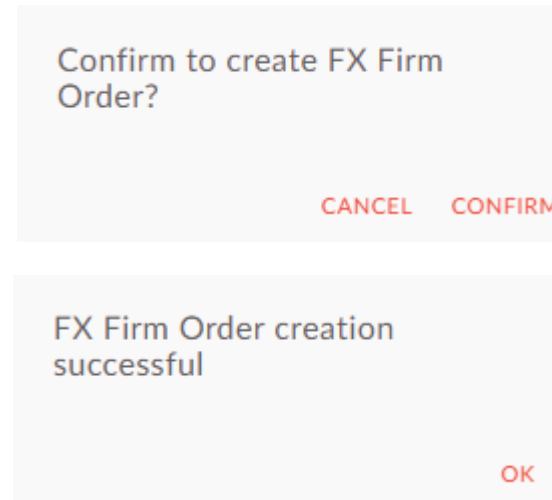 Confirm to create FX Firm
Order?
CANCEL CONFIRM
FX Firm Order creation
successful
OK